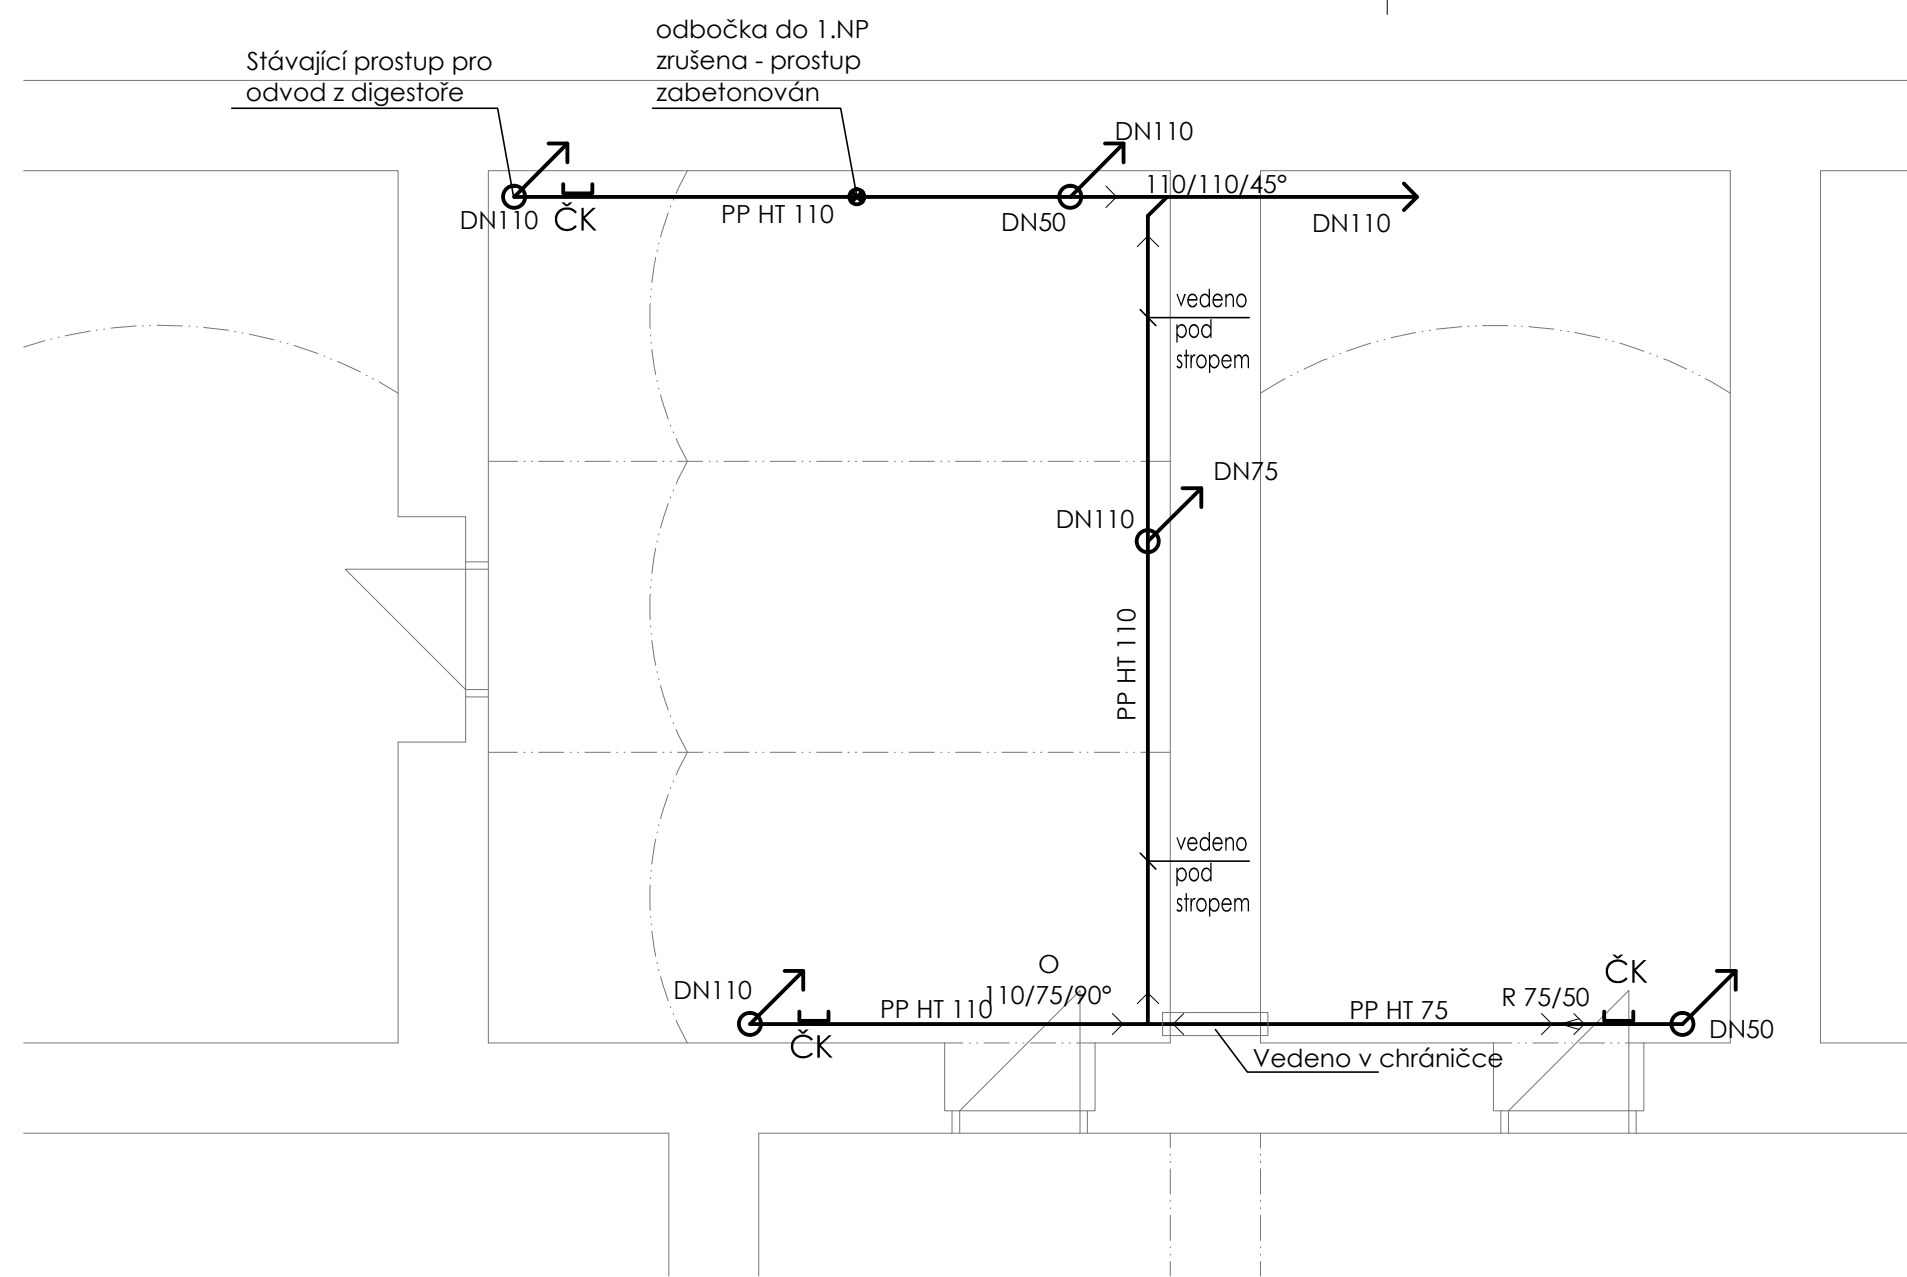 odbočka do 1.NP
zrušena - prostup
zabetonován
Stávající prostup pro
odvod z digestoře
DN110
110/110/45°
DN110
ČK
PP HT 110
DN50
DN110
vedeno
pod
stropem
DN75
DN110
PP HT 110
vedeno
pod
stropem
O
110/75/90°
DN110
PP HT 110
ČK
ČK
R 75/50
PP HT 75
DN50
Vedeno v chráničce